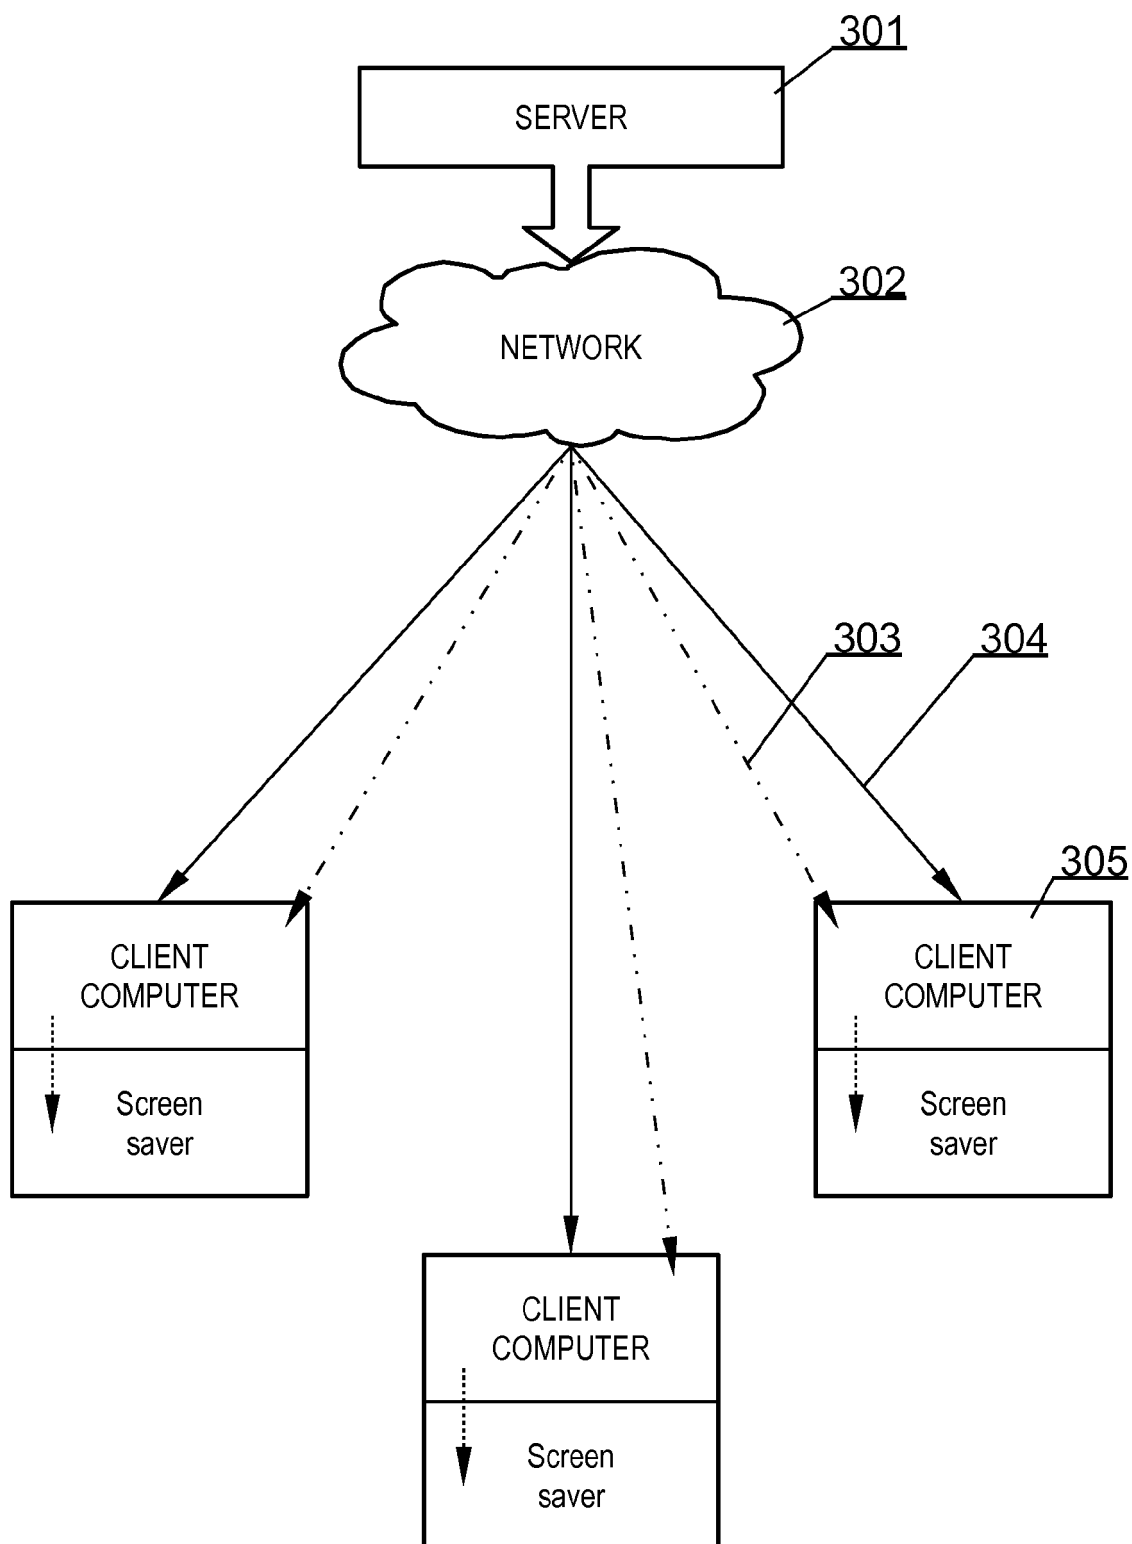 301
SERVER
302
NETWORK
303
304
305
CLIENT
COMPUTER
Screen
saver
CLIENT
COMPUTER
Screen
saver
CLIENT
COMPUTER
Screen
saver